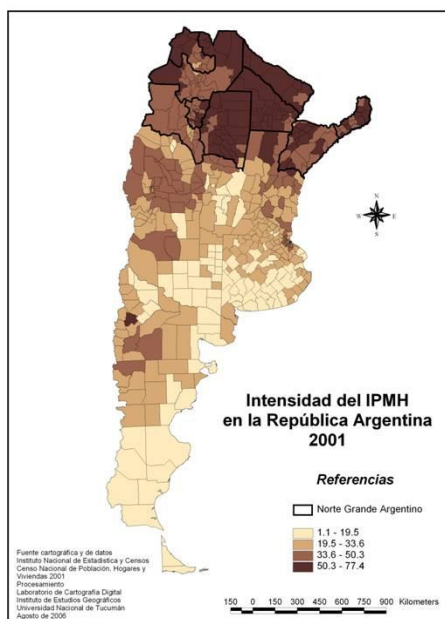 N
W E
S
Intensidad del IPMH
en la República Argentina
2001
Referencias
Norte Grande Argentino
1.1 - 19.5
19.5 - 33.6
33.6 - 50.3
50.3 - 77.4
Fuente cartográfica y de datos
Instituto Nacional de Estadística y Censos
Censo Nacional de Población, Hogares y
Viviendas 2001
Procesamiento
Laboratorio de Cartografía Digital
Instituto de Estudios Geográficos
Universidad Nacional de Tucumán
Agosto de 2006
150 0 150 300 450 600 750 900 Kilometers